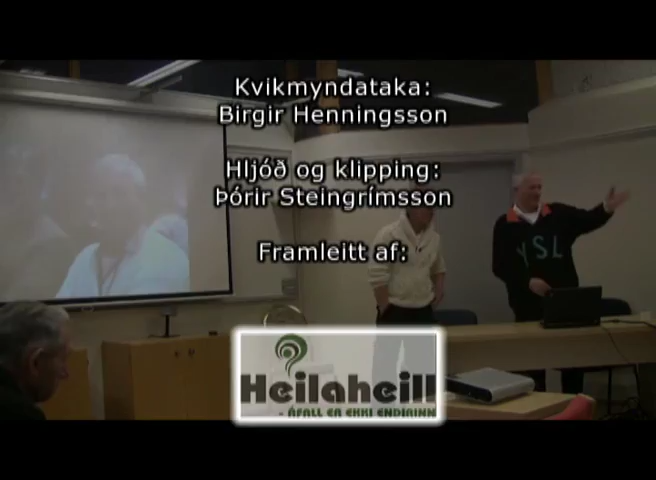 Kvikmyndataka:
Birgir Henningsson
Hljóð og klipping:
Þórir Steingrímsson
Framleitt af:
YSL
Heilaheill
- ÁFALL ER EKKI ENDIRINN